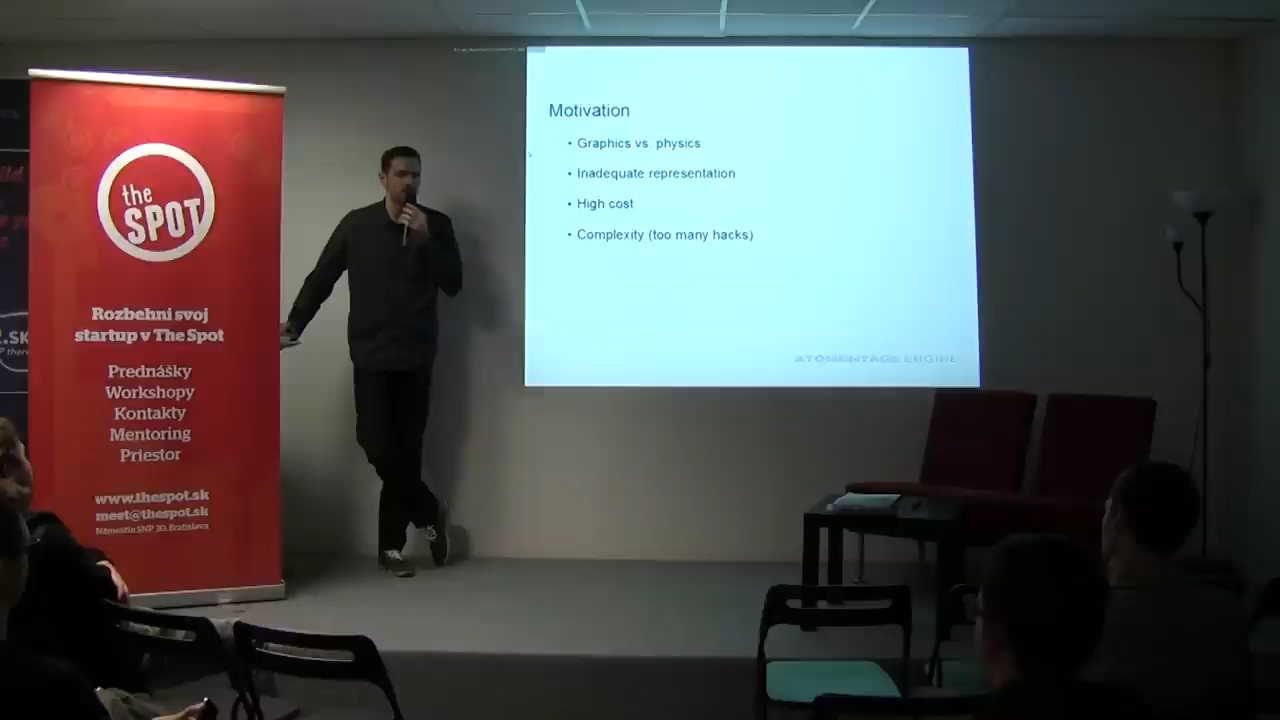 the
SPOT
Rozbehni svoj
startup v The Spot
Prednášky
Workshopy
Kontakty
Mentoring
Priestor
www.thespot.sk
meet@thespot.sk
Námestie SNP 30, Bratislava
Motivation
• Graphics vs. physics
• Inadequate representation
• High cost
• Complexity (too many hacks)
ATOMONTAGE ENGINE
.SK